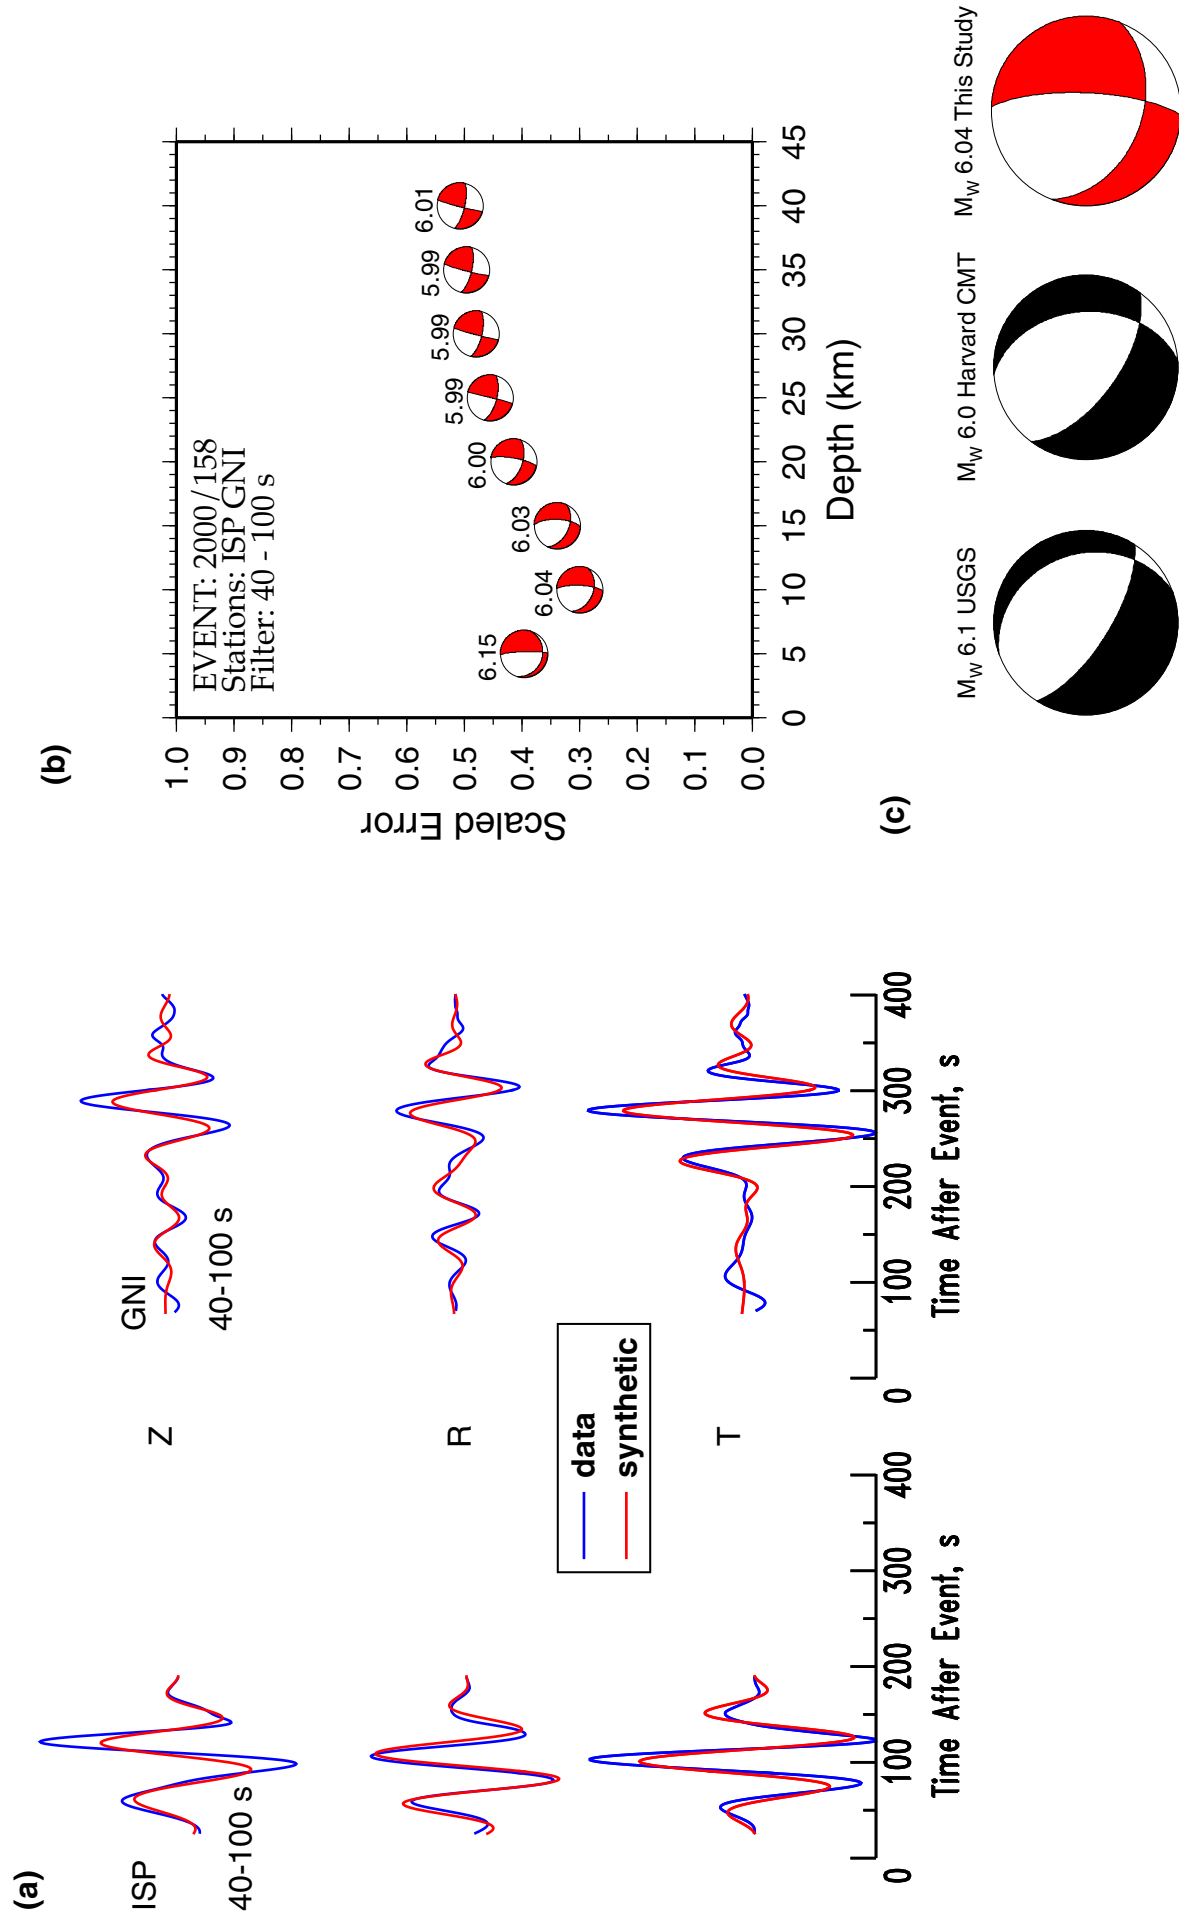 (a)
ISP
40-100 s
GNI
40-100 s
Z
R
T
data
synthetic
0
100
200
300
400
Time After Event, s
0
100
200
300
400
Time After Event, s
(b)
EVENT: 2000/158
Stations: ISP GNI
Filter: 40 - 100 s
1.0
0.9
0.8
0.7
0.6
0.5
0.4
0.3
0.2
0.1
0.0
Scaled Error
6.15
6.04
6.03
6.00
5.99
5.99
5.99
6.01
0
5
10
15
20
25
30
35
40
45
Depth (km)
(c)
MW 6.1 USGS
MW 6.0 Harvard CMT
MW 6.04 This Study